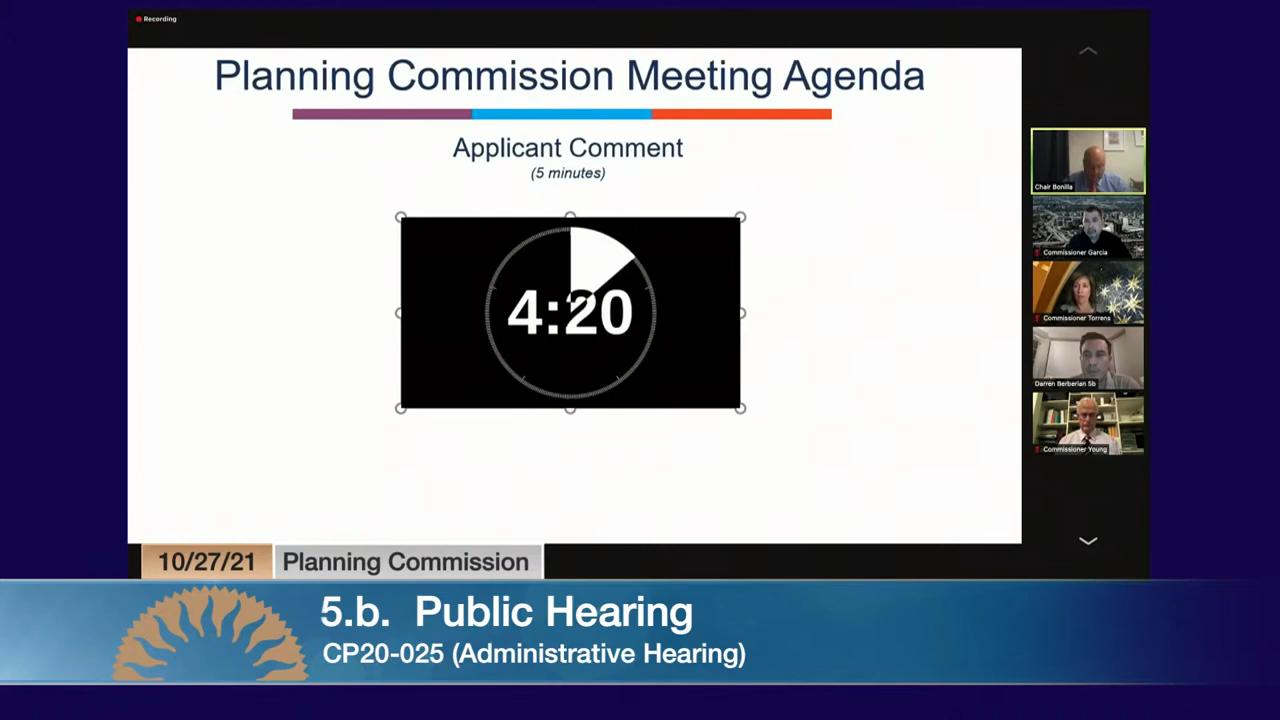 Recording
Planning Commission Meeting Agenda
Applicant Comment
(5 minutes)
4:20
Chair Bonilla
Commissioner Garcia
Commissioner Torrens
Darren Berberian 5b
Commissioner Young
10/27/21
Planning Commission
5.b. Public Hearing
CP20-025 (Administrative Hearing)